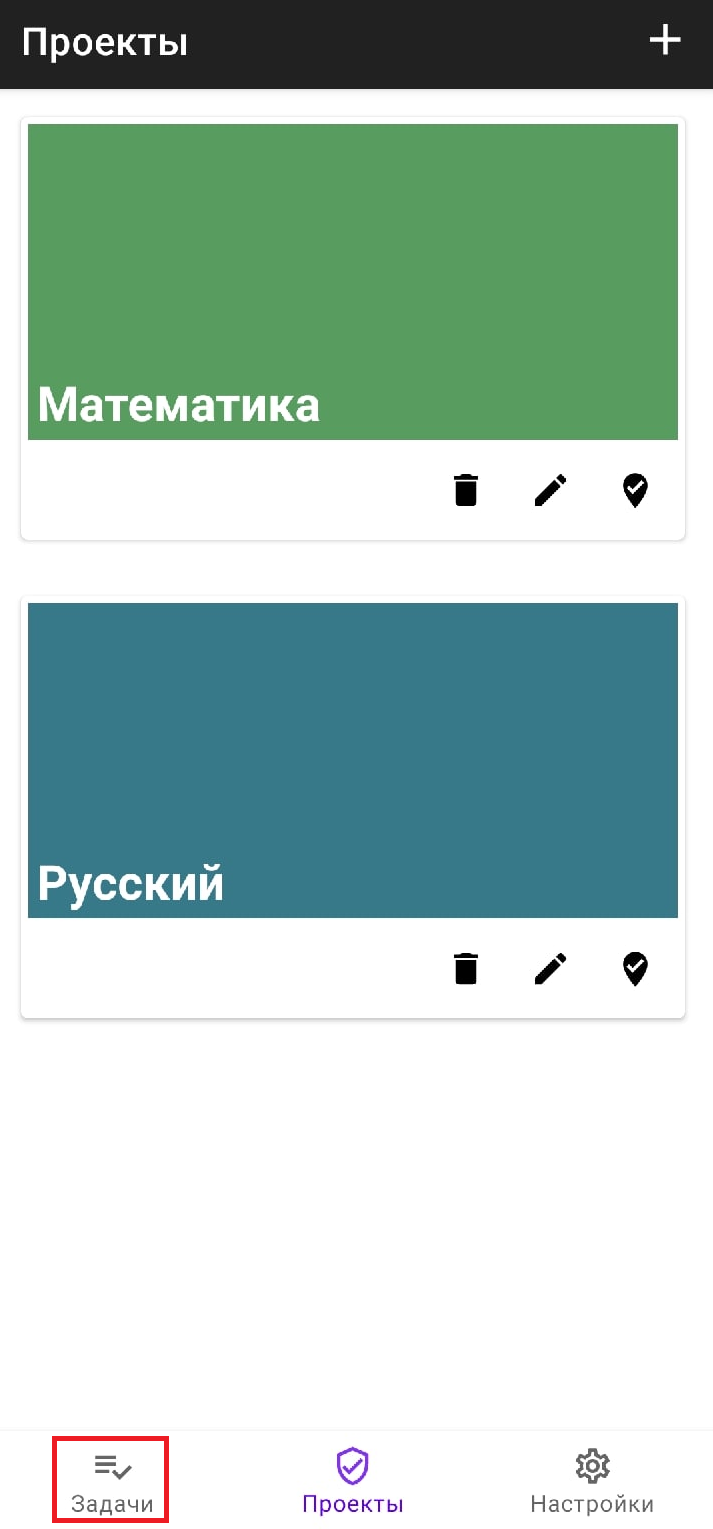 Проекты
Математика
Русский
Задачи
Проекты
Настройки